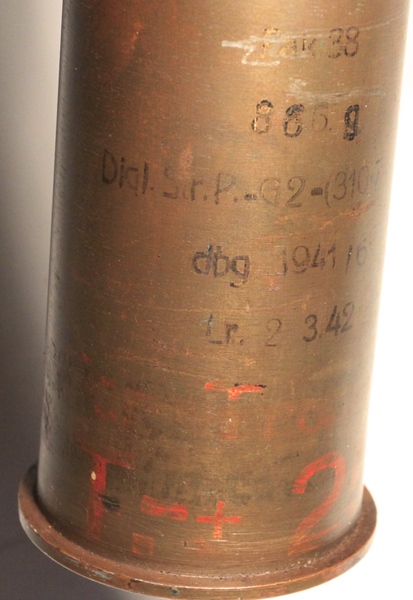 Pak 38
886 g
Digl. Str. P. -G2-(310
dbg 1941/6
Lr. 2 3.42
T.-+ 2